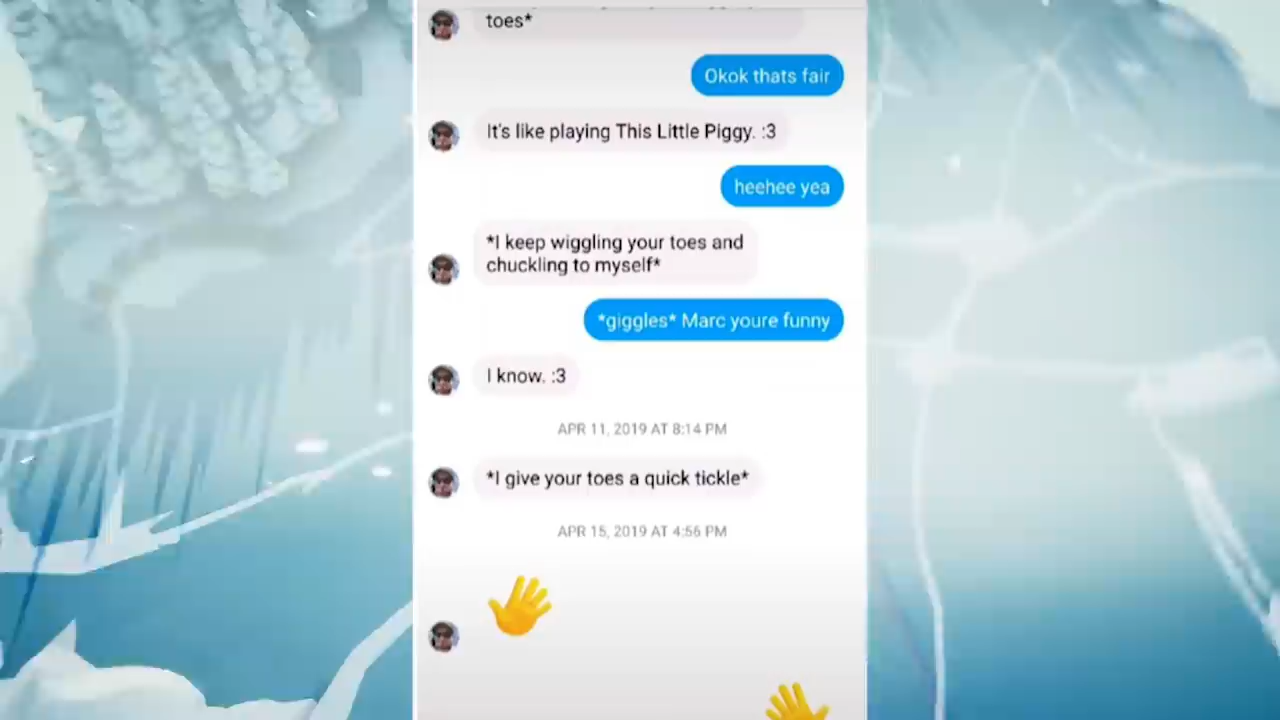 toes*
Okok thats fair
It's like playing This Little Piggy. :3
heehee yea
*I keep wiggling your toes and
chuckling to myself*
*giggles* Marc youre funny
I know. :3
APR 11, 2019 AT 8:14 PM
*I give your toes a quick tickle*
APR 15, 2019 AT 4:56 PM